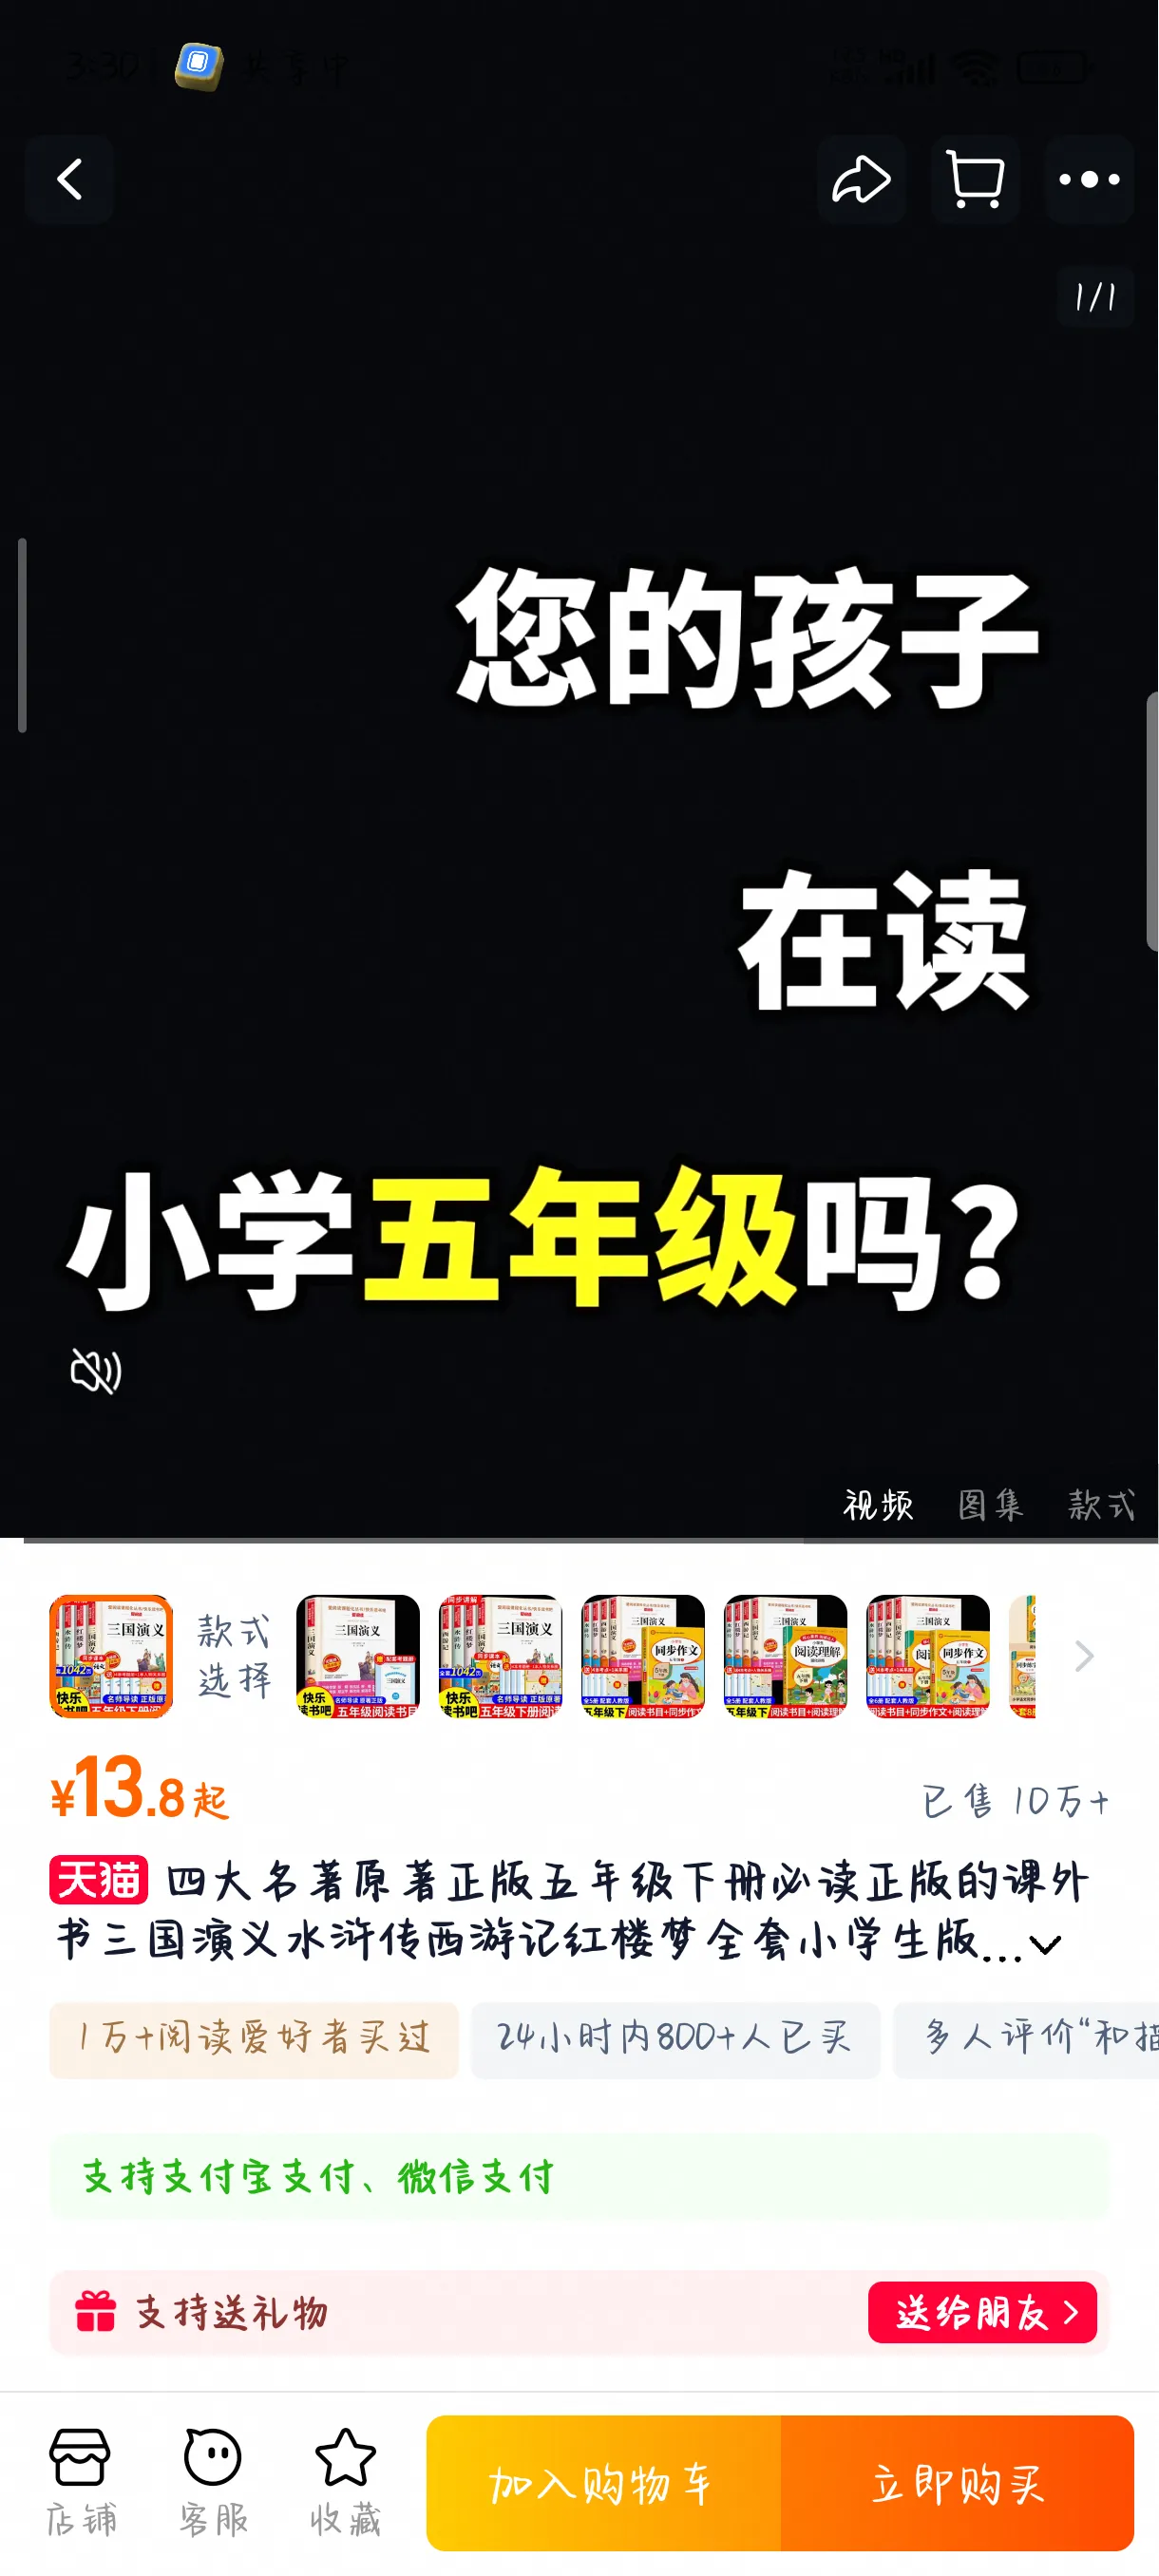 3:30 共享中
1/1
您的孩子
在读
小学五年级吗?
视频 图集 款式
款式
选择
¥13.8起
已售 10万+
天猫 四大名著原著正版五年级下册必读正版的课外
书三国演义水浒传西游记红楼梦全套小学生版...
1万+阅读爱好者买过 24小时内800+人已买 多人评价“和描
支持支付宝支付、微信支付
支持送礼物 送给朋友
店铺 客服 收藏 加入购物车 立即购买